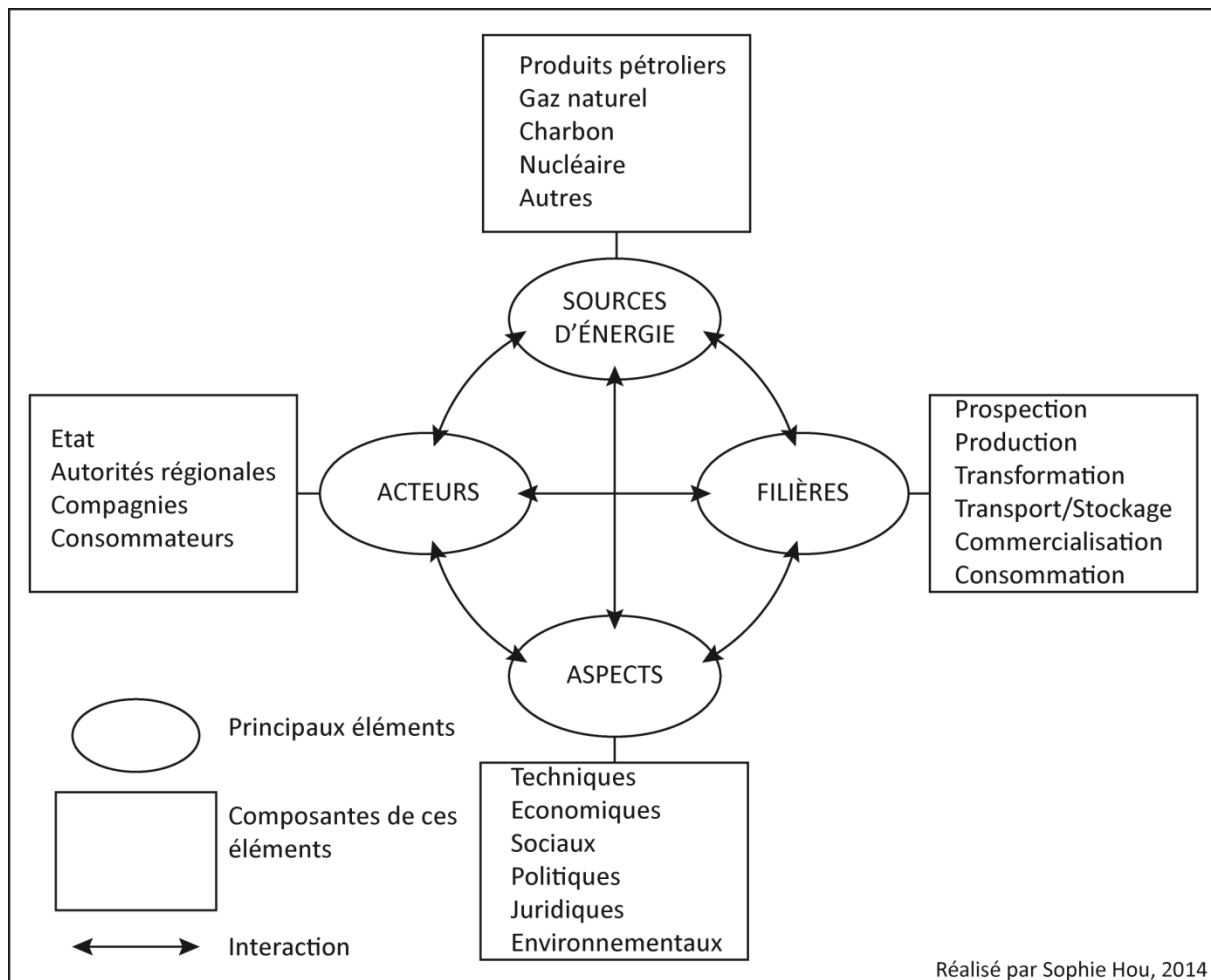 Produits pétroliers
Gaz naturel
Charbon
Nucléaire
Autres
SOURCES
D’ÉNERGIE
Etat
Autorités régionales
Compagnies
Consommateurs
ACTEURS
FILIÈRES
Prospection
Production
Transformation
Transport/Stockage
Commercialisation
Consommation
ASPECTS
Techniques
Economiques
Sociaux
Politiques
Juridiques
Environnementaux
Principaux éléments
Composantes de ces
éléments
Interaction
Réalisé par Sophie Hou, 2014